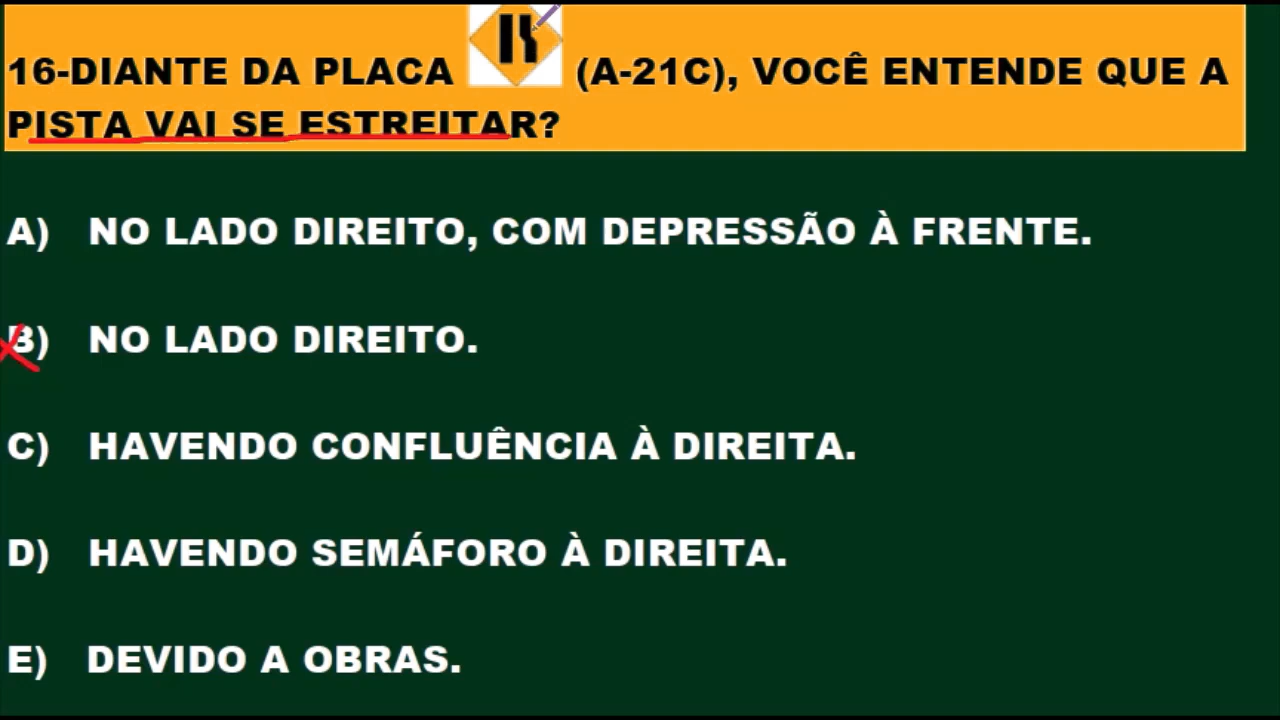 16-DIANTE DA PLACA (A-21C), VOCÊ ENTENDE QUE A
PISTA VAI SE ESTREITAR?
A) NO LADO DIREITO, COM DEPRESSÃO À FRENTE.
B) NO LADO DIREITO.
C) HAVENDO CONFLUÊNCIA À DIREITA.
D) HAVENDO SEMÁFORO À DIREITA.
E) DEVIDO A OBRAS.